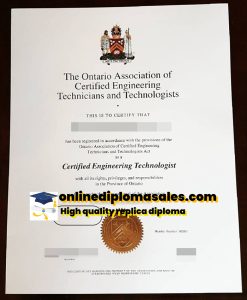 The Ontario Association of
Certified Engineering
Technicians and Technologists
THIS IS TO CERTIFY THAT
has been registered in accordance with the provisions of the
Ontario Association of Certified Engineering
Technicians and Technologists Act
as a
Certified Engineering Technologist
with all its rights, privileges, and responsibilities
in the Province of Ontario
onlinediplomasales.com
High quality replica diploma